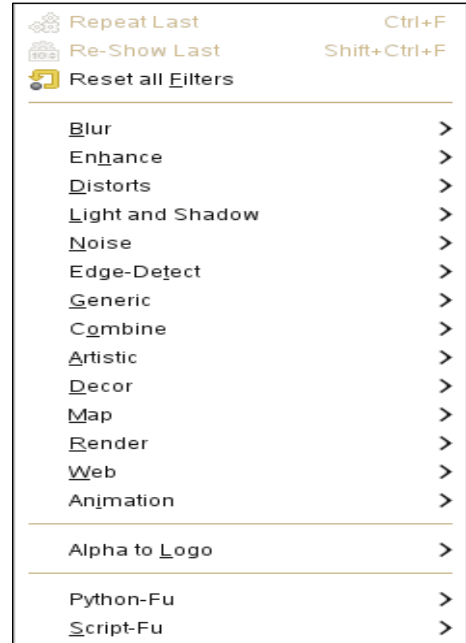 Repeat Last Ctrl+F
Re-Show Last Shift+Ctrl+F
Reset all Filters
Blur
Enhance
Distorts
Light and Shadow
Noise
Edge-Detect
Generic
Combine
Artistic
Decor
Map
Render
Web
Animation
Alpha to Logo
Python-Fu
Script-Fu